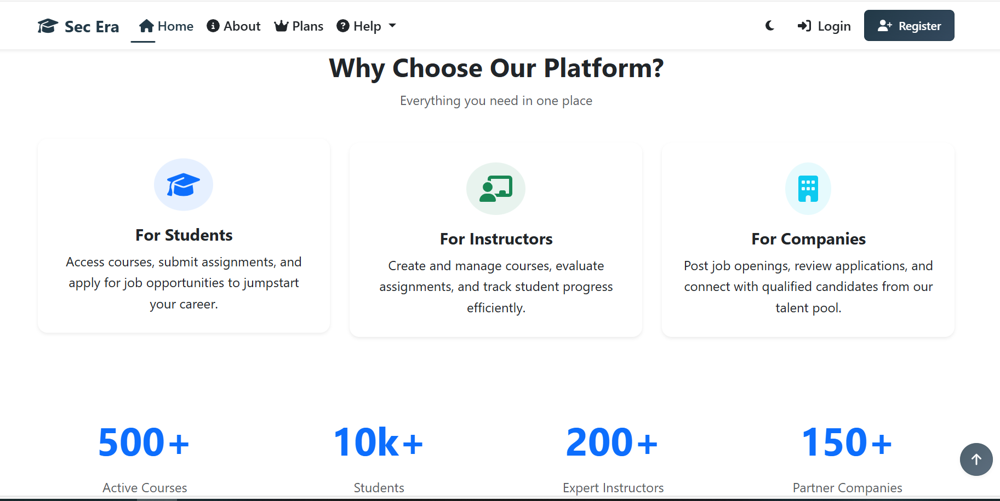 Sec Era Home About Plans Help Login Register
Why Choose Our Platform?
Everything you need in one place
For Students
Access courses, submit assignments, and
apply for job opportunities to jumpstart
your career.
For Instructors
Create and manage courses, evaluate
assignments, and track student progress
efficiently.
For Companies
Post job openings, review applications, and
connect with qualified candidates from our
talent pool.
500+
Active Courses
10k+
Students
200+
Expert Instructors
150+
Partner Companies